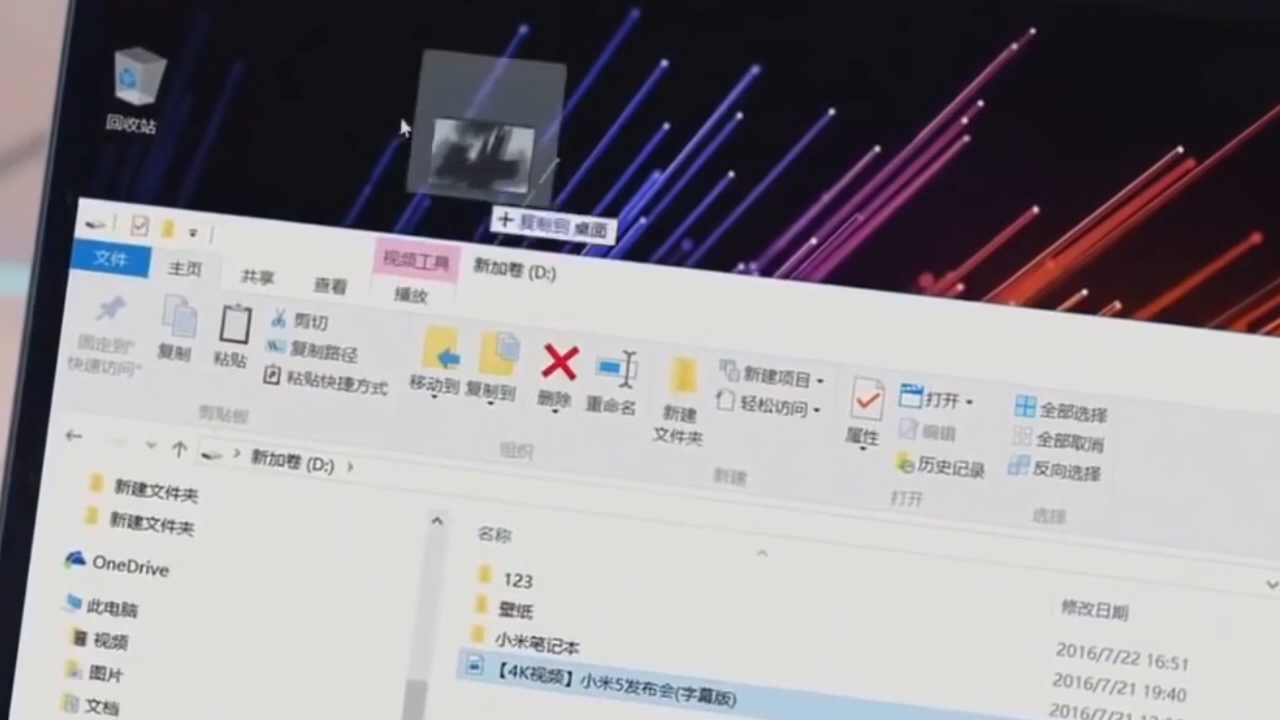 回收站
复制到 桌面
视频工具 新加卷 (D:)
文件 主页 共享 查看 播放
固定到"快速访问"
复制
粘贴
剪切
复制路径
粘贴快捷方式
剪贴板
移动到
复制到
删除
重命名
组织
新建文件夹
新建项目
轻松访问
新建
属性
打开
编辑
历史记录
打开
全部选择
全部取消
反向选择
选择
新加卷 (D:)
新建文件夹
新建文件夹
OneDrive
此电脑
视频
图片
文档
名称 修改日期
123 2016/7/22 16:51
壁纸 2016/7/21 19:40
小米笔记本 2016/7/21
【4K视频】小米5发布会(字幕版)